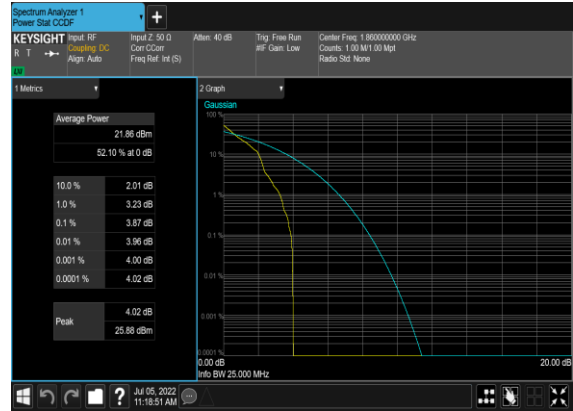 Spectrum Analyzer 1
Power Stat CCDF
KEYSIGHT
R T
LXI
Input: RF
Coupling: DC
Align: Auto
Input Z: 50 Ω
Corr CCorr
Freq Ref: Int (S)
Atten: 40 dB
Trig: Free Run
#IF Gain: Low
Center Freq: 1.860000000 GHz
Counts: 1.00 M/1.00 Mpt
Radio Std: None
1 Metrics
Average Power
21.86 dBm
52.10 % at 0 dB
10.0 % 2.01 dB
1.0 % 3.23 dB
0.1 % 3.87 dB
0.01 % 3.96 dB
0.001 % 4.00 dB
0.0001 % 4.02 dB
Peak
4.02 dB
25.88 dBm
2 Graph
Gaussian
100 %
10 %
1 %
0.1 %
0.01 %
0.001 %
0.0001 %
0.00 dB 20.00 dB
Info BW 25.000 MHz
?
Jul 05, 2022
11:18:51 AM